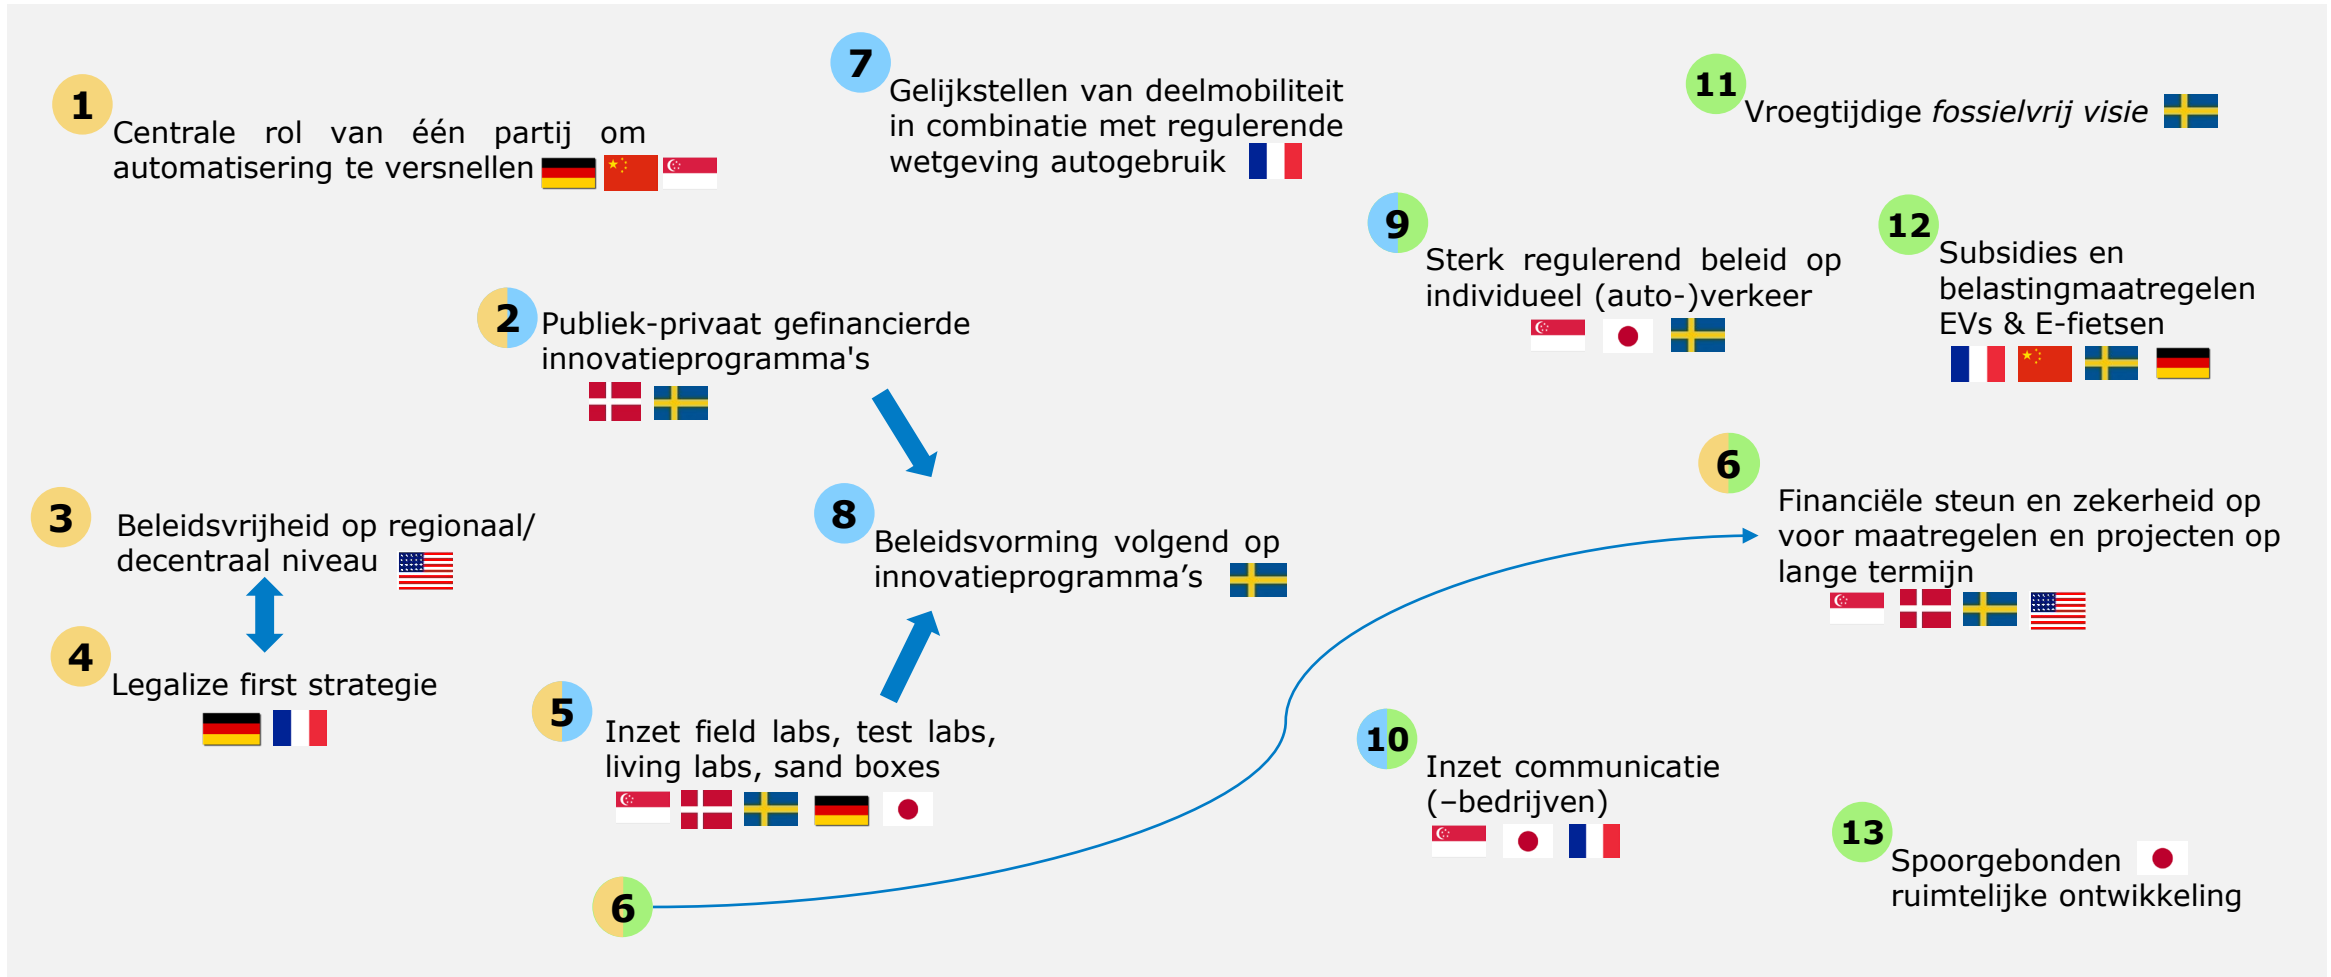 1
Centrale rol van één partij om
automatisering te versnellen
7
Gelijkstellen van deelmobiliteit
in combinatie met regulerende
wetgeving autogebruik
11
Vroegtijdige fossielvrij visie
2
Publiek-privaat gefinancierde
innovatieprogramma's
9
Sterk regulerend beleid op
individueel (auto-)verkeer
12
Subsidies en
belastingmaatregelen
EVs & E-fietsen
3
Beleidsvrijheid op regionaal/
decentraal niveau
8
Beleidsvorming volgend op
innovatieprogramma’s
6
Financiële steun en zekerheid op
voor maatregelen en projecten op
lange termijn
4
Legalize first strategie
5
Inzet field labs, test labs,
living labs, sand boxes
10
Inzet communicatie
(–bedrijven)
6
13
Spoorgebonden
ruimtelijke ontwikkeling